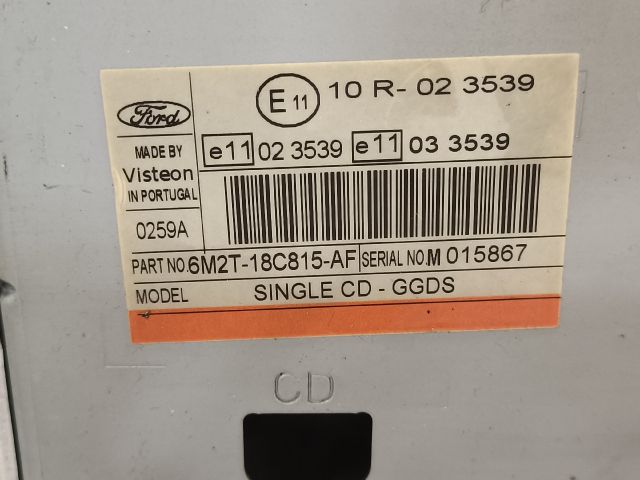 E 11 10 R- 02 3539
Ford
e11 02 3539 e11 03 3539
MADE BY
Visteon
IN PORTUGAL
0259A
PART NO. 6M2T-18C815-AF SERIAL NO. M 015867
MODEL SINGLE CD - GGDS
CD